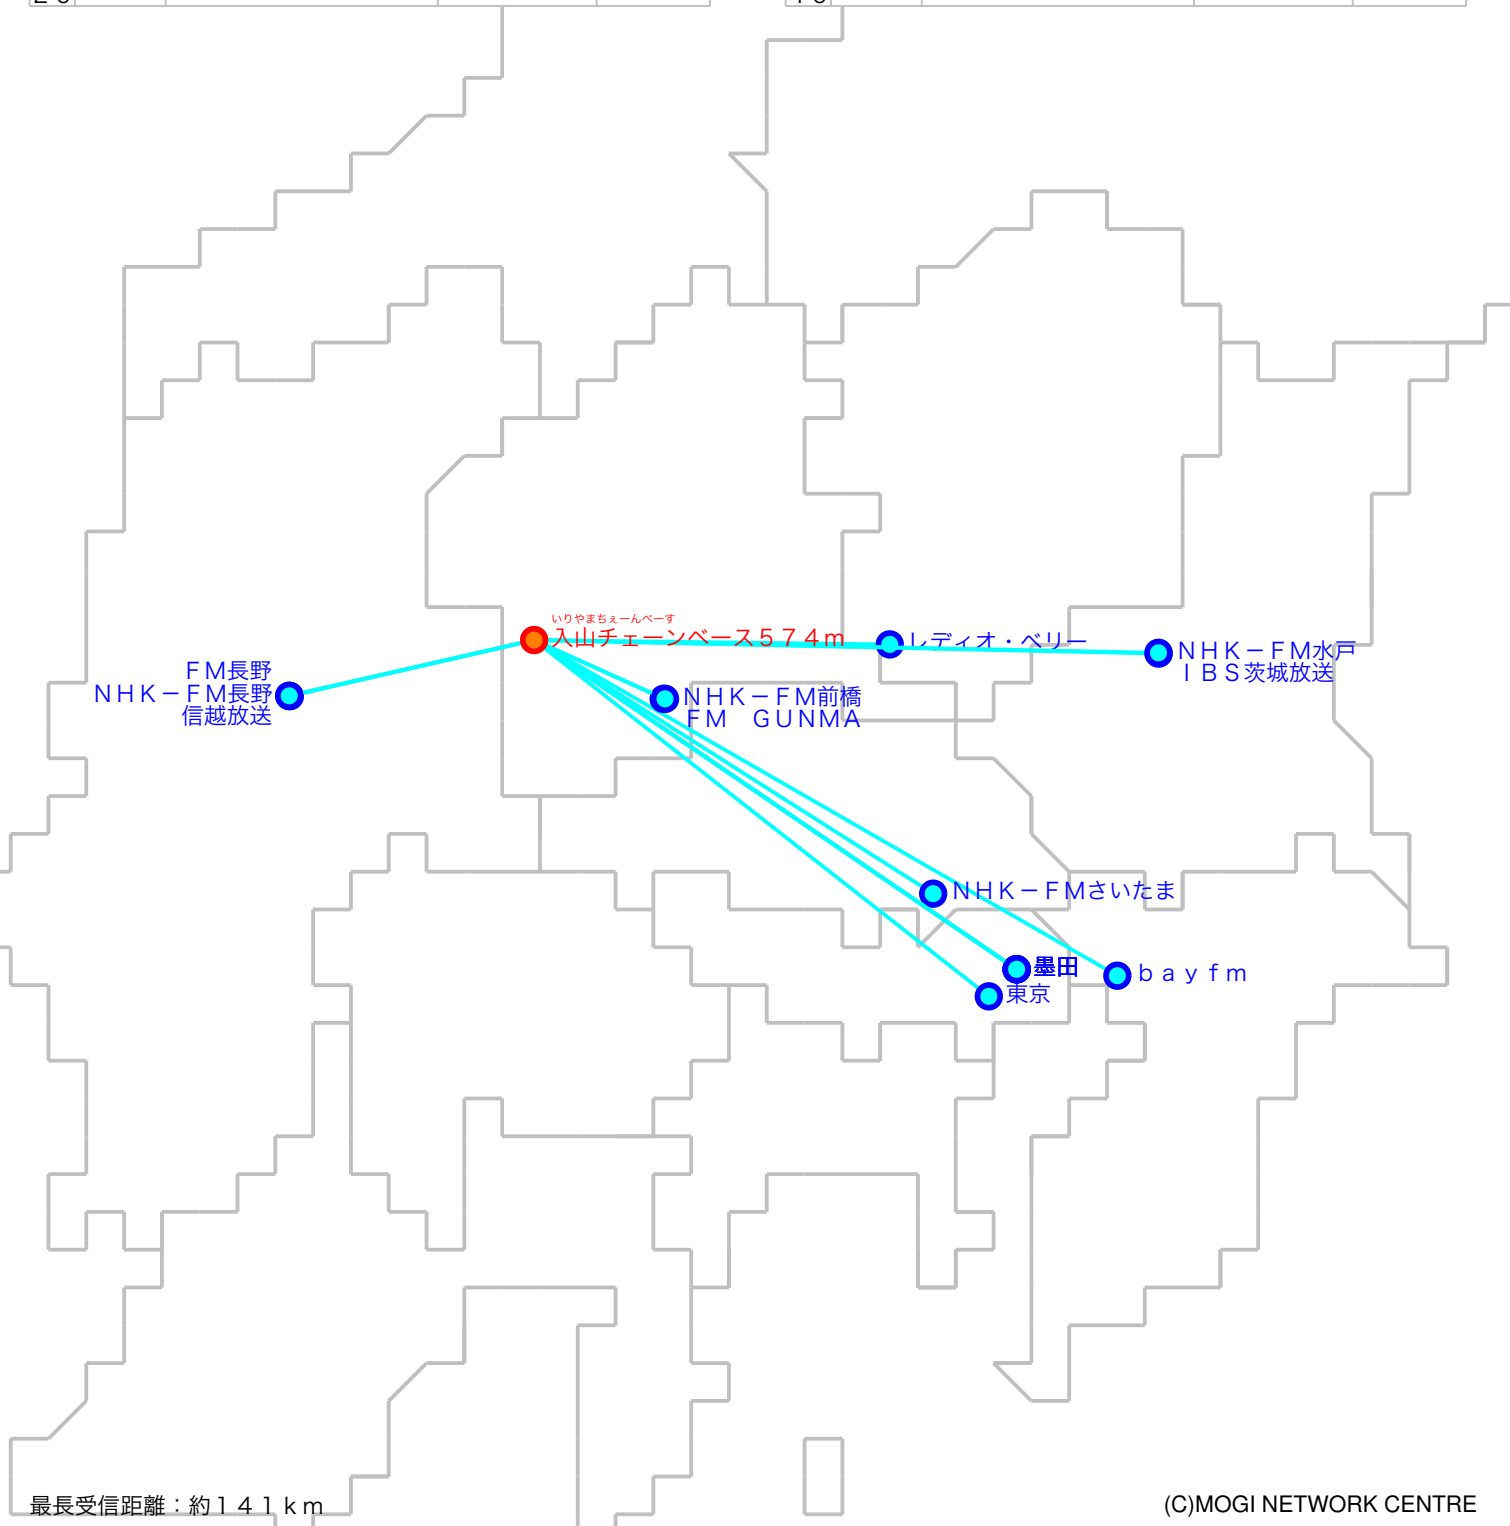 いりやまちぇーんべーす
入山チェーンベース５７４ｍ
レディオ・ベリー
ＮＨＫ－ＦＭ水戸
ＩＢＳ茨城放送
ＦＭ長野
ＮＨＫ－ＦＭ長野
信越放送
ＮＨＫ－ＦＭ前橋
ＦＭ　ＧＵＮＭＡ
ＮＨＫ－ＦＭさいたま
墨田
ｂａｙｆｍ
東京
最長受信距離：約１４１ｋｍ
(C)MOGI NETWORK CENTRE